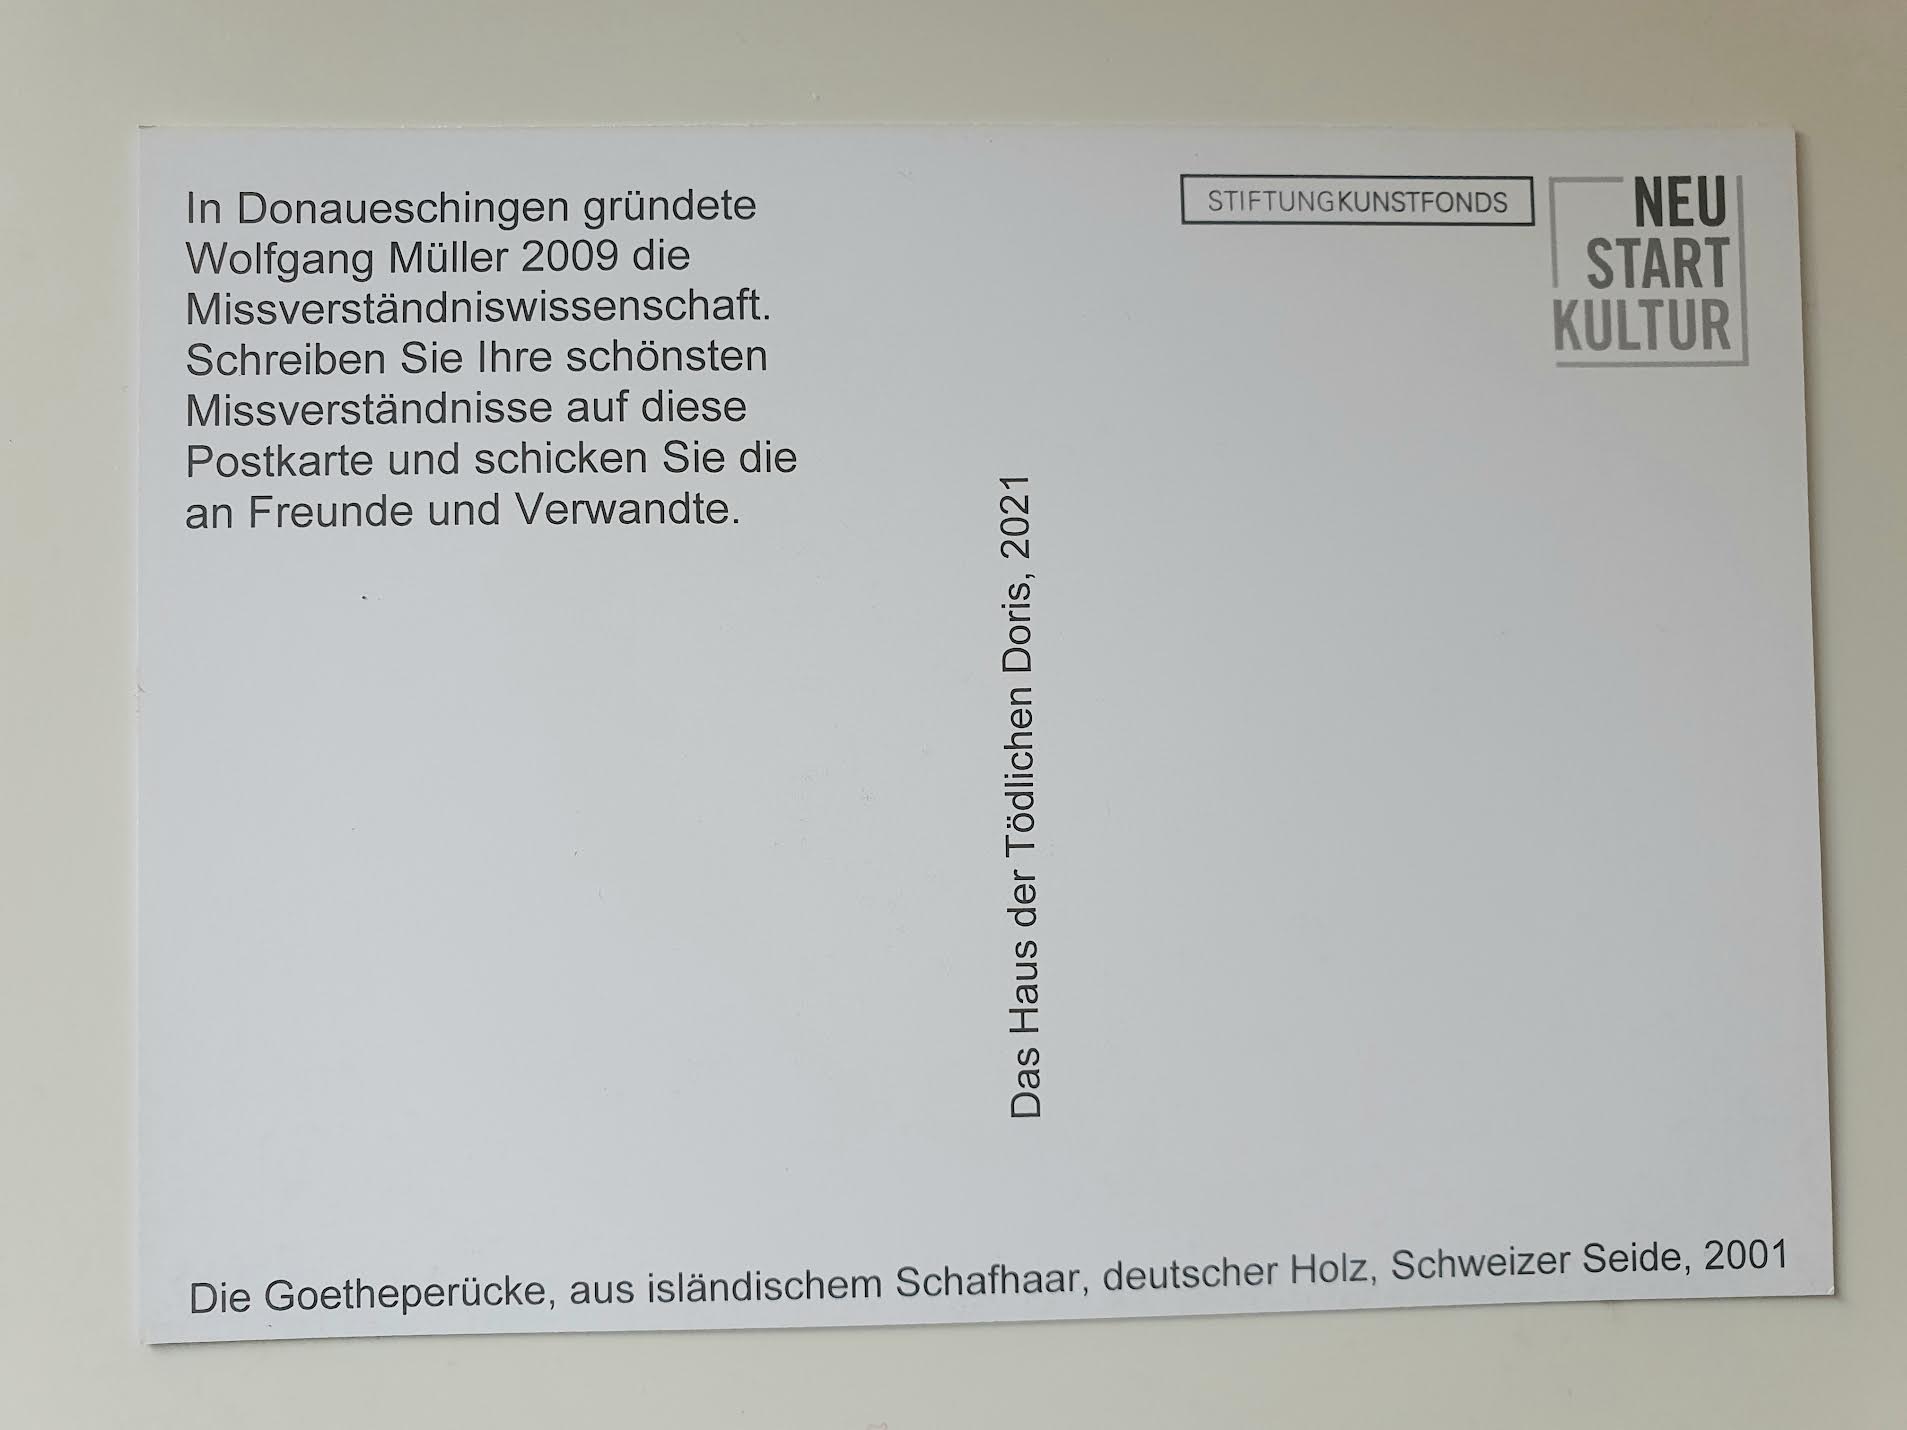 In Donaueschingen gründete
Wolfgang Müller 2009 die
Missverständniswissenschaft.
Schreiben Sie Ihre schönsten
Missverständnisse auf diese
Postkarte und schicken Sie die
an Freunde und Verwandte.
Das Haus der Tödlichen Doris, 2021
STIFTUNGKUNSTFONDS
NEU
START
KULTUR
Die Goetheperücke, aus isländischem Schafhaar, deutscher Holz, Schweizer Seide, 2001